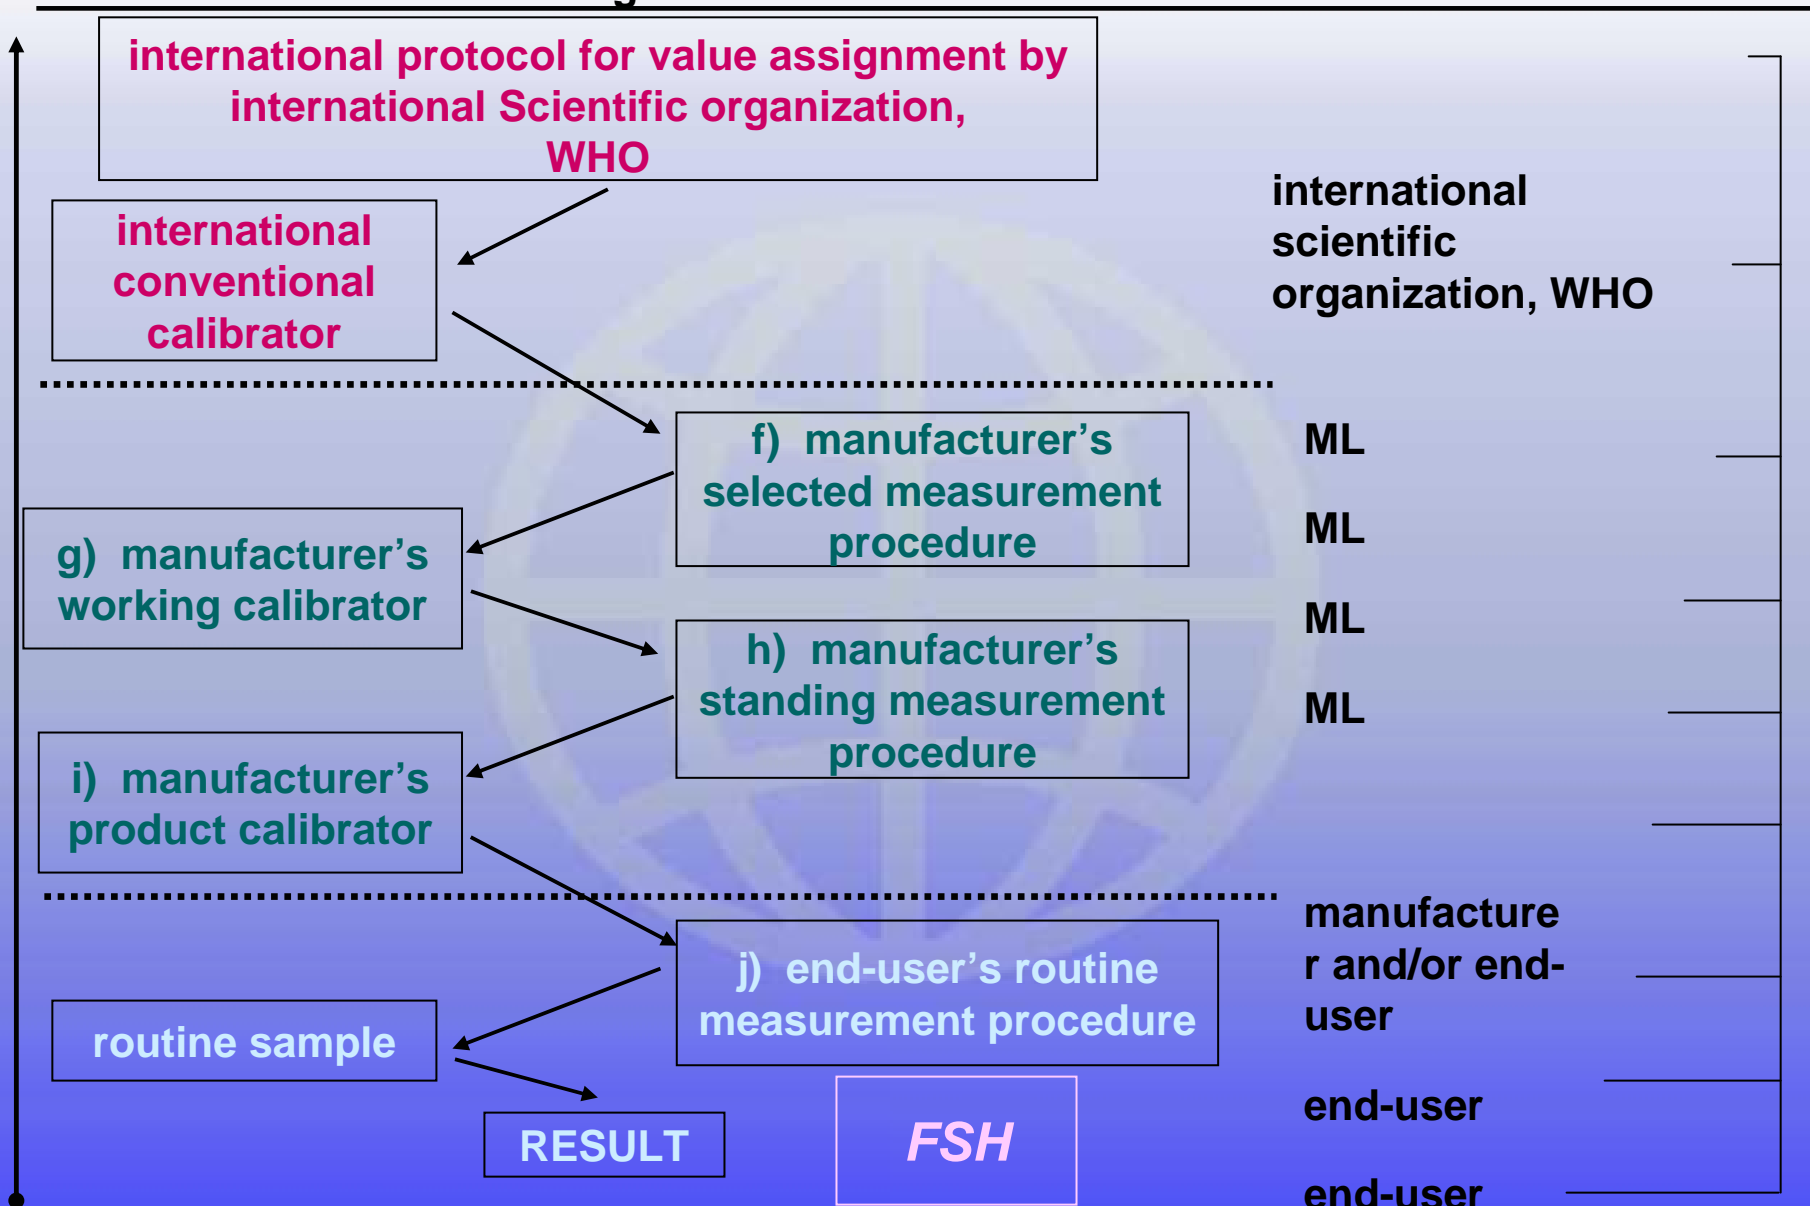 international protocol for value assignment by
international Scientific organization,
WHO
international
conventional
calibrator
international
scientific
organization, WHO
f) manufacturer’s
selected measurement
procedure
ML
g) manufacturer’s
working calibrator
ML
h) manufacturer’s
standing measurement
procedure
ML
i) manufacturer’s
product calibrator
ML
j) end-user’s routine
measurement procedure
manufacture
r and/or end-
user
routine sample
RESULT
FSH
end-user
end-user